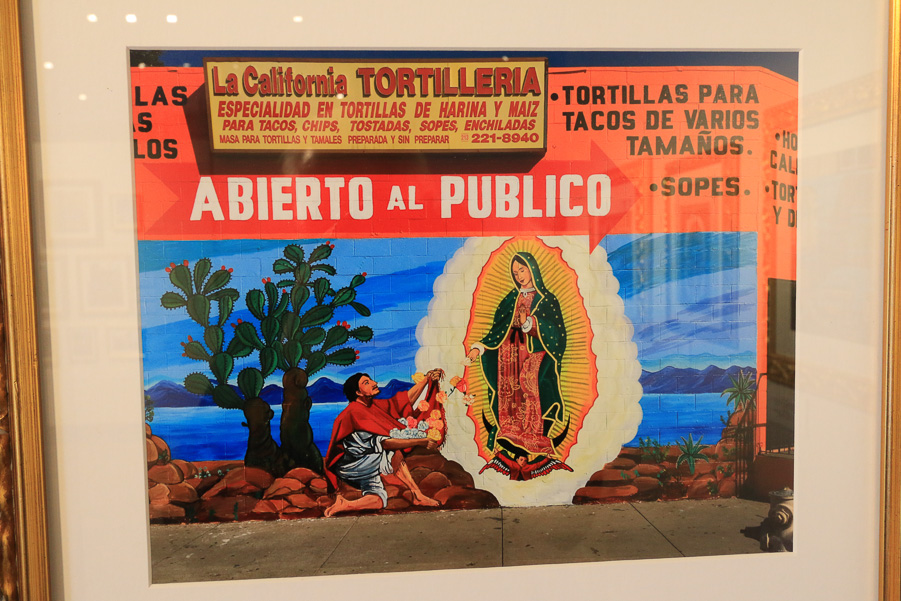 LAS
AS
LOS
La California TORTILLERIA
ESPECIALIDAD EN TORTILLAS DE HARINA Y MAIZ
PARA TACOS, CHIPS, TOSTADAS, SOPES, ENCHILADAS
MASA PARA TORTILLAS Y TAMALES PREPARADA Y SIN PREPARAR 221-8940
• TORTILLAS PARA
TACOS DE VARIOS
TAMAÑOS.
• SOPES.
• HO
CAL
• TOR
Y D
ABIERTO AL PUBLICO